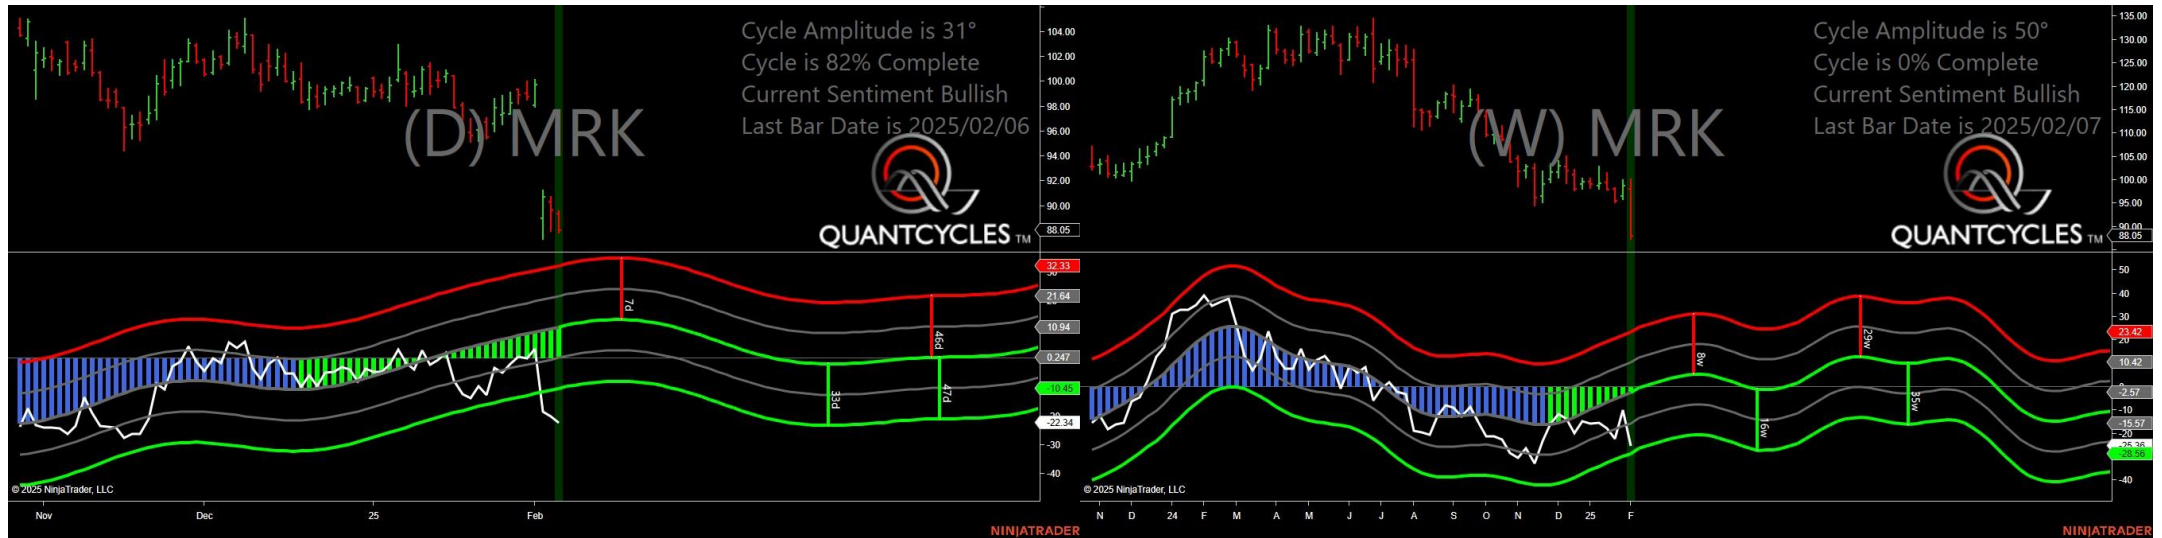 Cycle Amplitude is 31°
Cycle is 82% Complete
Current Sentiment Bullish
Last Bar Date is 2025/02/06
(D) MRK
QUANTCYCLES TM
104.00
102.00
100.00
98.00
96.00
94.00
92.00
90.00
88.05
32.33
21.64
10.94
0.247
-10.45
-22.34
-30
-40
7d
46d
33d
47d
© 2025 NinjaTrader, LLC
Nov
Dec
25
Feb
NINJATRADER
Cycle Amplitude is 50°
Cycle is 0% Complete
Current Sentiment Bullish
Last Bar Date is 2025/02/07
(W) MRK
QUANTCYCLES TM
135.00
130.00
125.00
120.00
115.00
110.00
105.00
100.00
95.00
90.00
88.05
50
40
30
23.42
20
10.42
-2.57
-10
-15.57
-20
-25.36
-28.56
-40
8w
29w
16w
35w
© 2025 NinjaTrader, LLC
N D 24 F M A M J J A S O N D 25 F
NINJATRADER